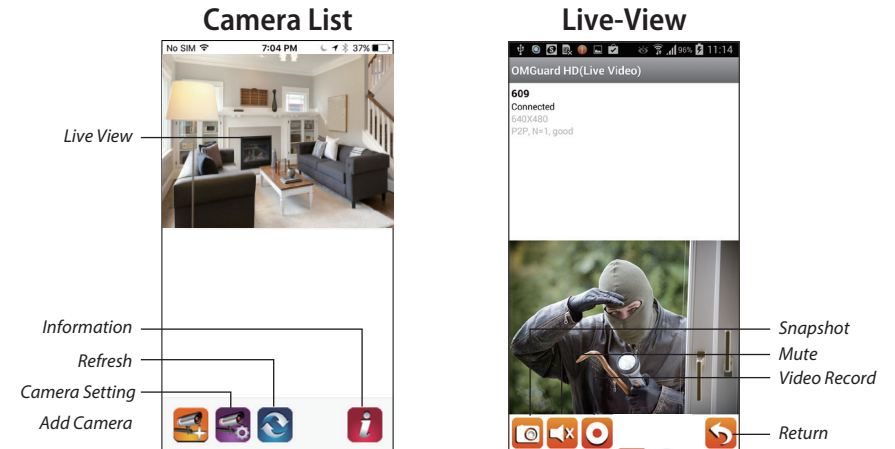 Camera List
No SIM 7:04 PM 37%
Live View
Information
Refresh
Camera Setting
Add Camera
Live-View
96% 11:14
OMGuard HD(Live Video)
609
Connected
640X480
P2P, N=1, good
Snapshot
Mute
Video Record
Return